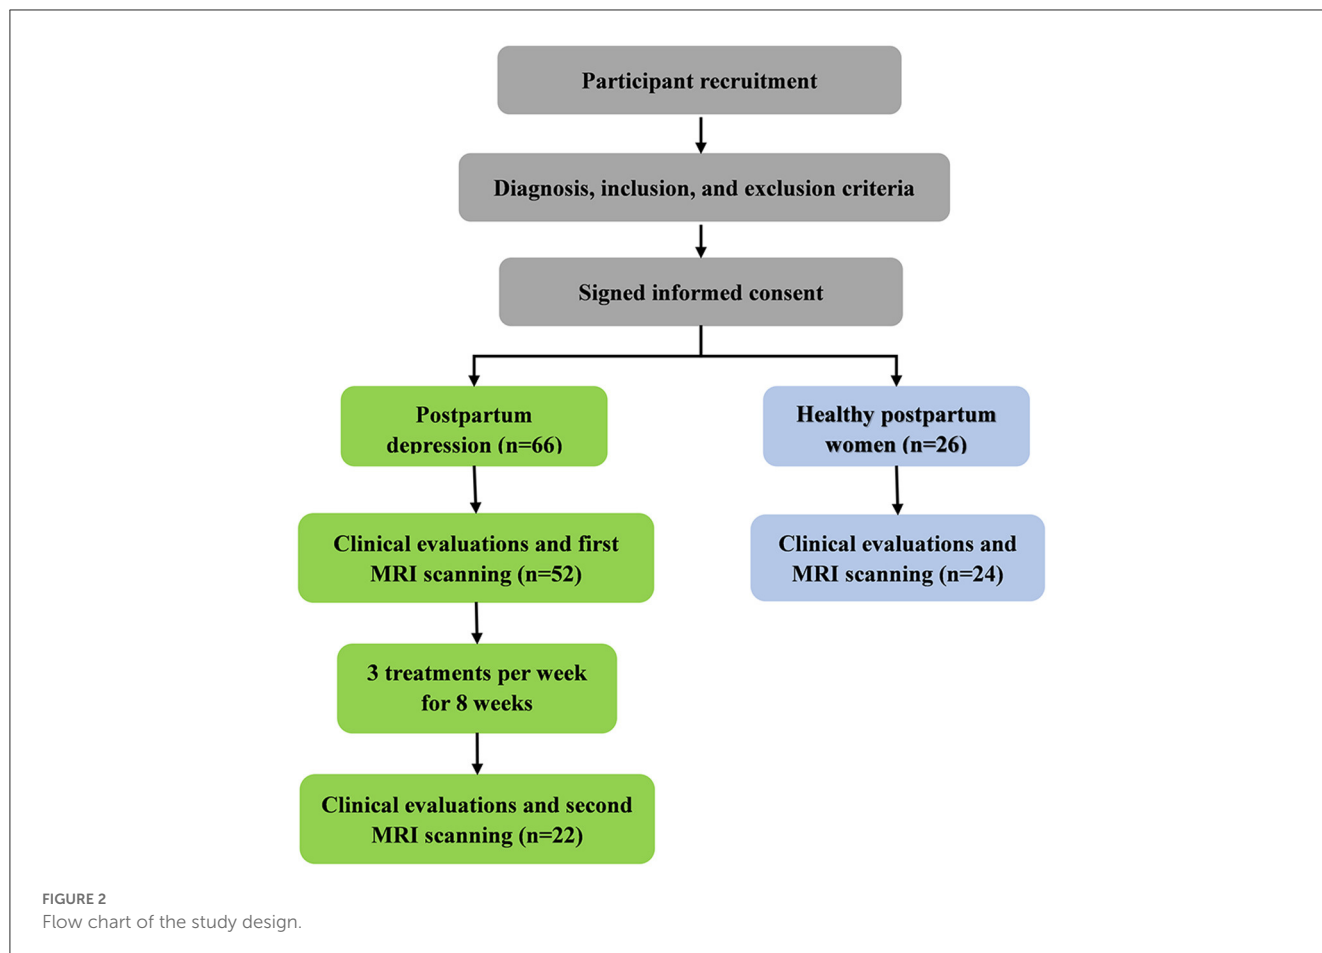 Participant recruitment
Diagnosis, inclusion, and exclusion criteria
Signed informed consent
Postpartum
depression (n=66)
Healthy postpartum
women (n=26)
Clinical evaluations and first
MRI scanning (n=52)
Clinical evaluations and
MRI scanning (n=24)
3 treatments per week
for 8 weeks
Clinical evaluations and second
MRI scanning (n=22)
FIGURE 2
Flow chart of the study design.